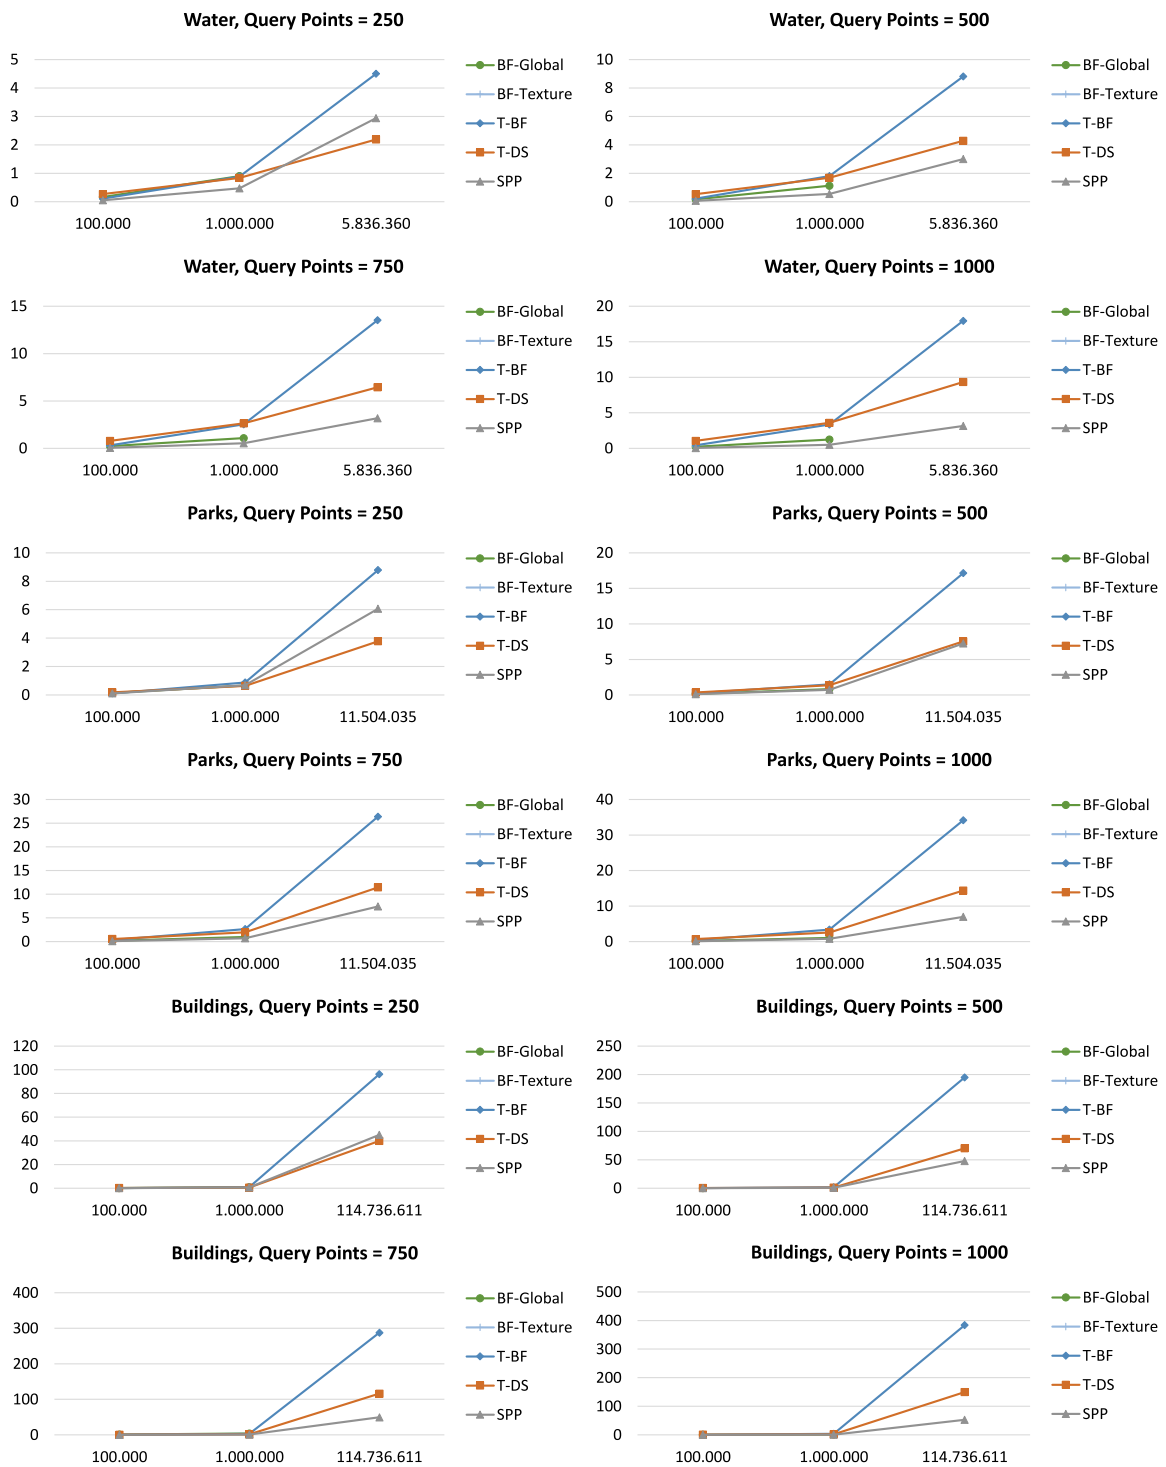 Water, Query Points = 250
5
4
3
2
1
0
100.000 1.000.000 5.836.360
BF-Global
BF-Texture
T-BF
T-DS
SPP
Water, Query Points = 500
10
8
6
4
2
0
100.000 1.000.000 5.836.360
BF-Global
BF-Texture
T-BF
T-DS
SPP
Water, Query Points = 750
15
10
5
0
100.000 1.000.000 5.836.360
BF-Global
BF-Texture
T-BF
T-DS
SPP
Water, Query Points = 1000
20
15
10
5
0
100.000 1.000.000 5.836.360
BF-Global
BF-Texture
T-BF
T-DS
SPP
Parks, Query Points = 250
10
8
6
4
2
0
100.000 1.000.000 11.504.035
BF-Global
BF-Texture
T-BF
T-DS
SPP
Parks, Query Points = 500
20
15
10
5
0
100.000 1.000.000 11.504.035
BF-Global
BF-Texture
T-BF
T-DS
SPP
Parks, Query Points = 750
30
25
20
15
10
5
0
100.000 1.000.000 11.504.035
BF-Global
BF-Texture
T-BF
T-DS
SPP
Parks, Query Points = 1000
40
30
20
10
0
100.000 1.000.000 11.504.035
BF-Global
BF-Texture
T-BF
T-DS
SPP
Buildings, Query Points = 250
120
100
80
60
40
20
0
100.000 1.000.000 114.736.611
BF-Global
BF-Texture
T-BF
T-DS
SPP
Buildings, Query Points = 500
250
200
150
100
50
0
100.000 1.000.000 114.736.611
BF-Global
BF-Texture
T-BF
T-DS
SPP
Buildings, Query Points = 750
400
300
200
100
0
100.000 1.000.000 114.736.611
BF-Global
BF-Texture
T-BF
T-DS
SPP
Buildings, Query Points = 1000
500
400
300
200
100
0
100.000 1.000.000 114.736.611
BF-Global
BF-Texture
T-BF
T-DS
SPP